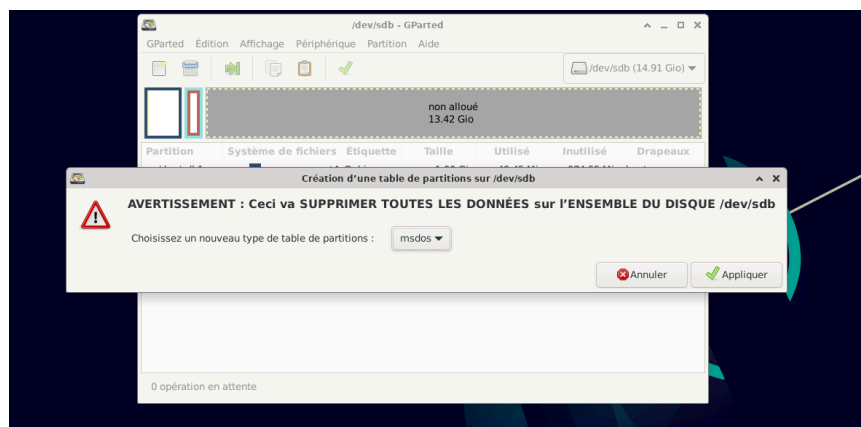 /dev/sdb - GParted
GParted Édition Affichage Périphérique Partition Aide
/dev/sdb (14.91 Gio)
non alloué
13.42 Gio
Partition Système de fichiers Étiquette Taille Utilisé Inutilisé Drapeaux
Création d’une table de partitions sur /dev/sdb
AVERTISSEMENT : Ceci va SUPPRIMER TOUTES LES DONNÉES sur l’ENSEMBLE DU DISQUE /dev/sdb
Choisissez un nouveau type de table de partitions : msdos
Annuler Appliquer
0 opération en attente